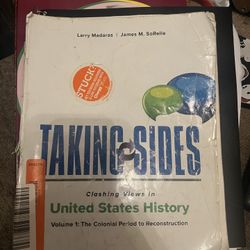 Larry Madaras / James M. SoRelle
STUCK?
TAKING SIDES
Clashing Views in
United States History
Volume 1: The Colonial Period to Reconstruction